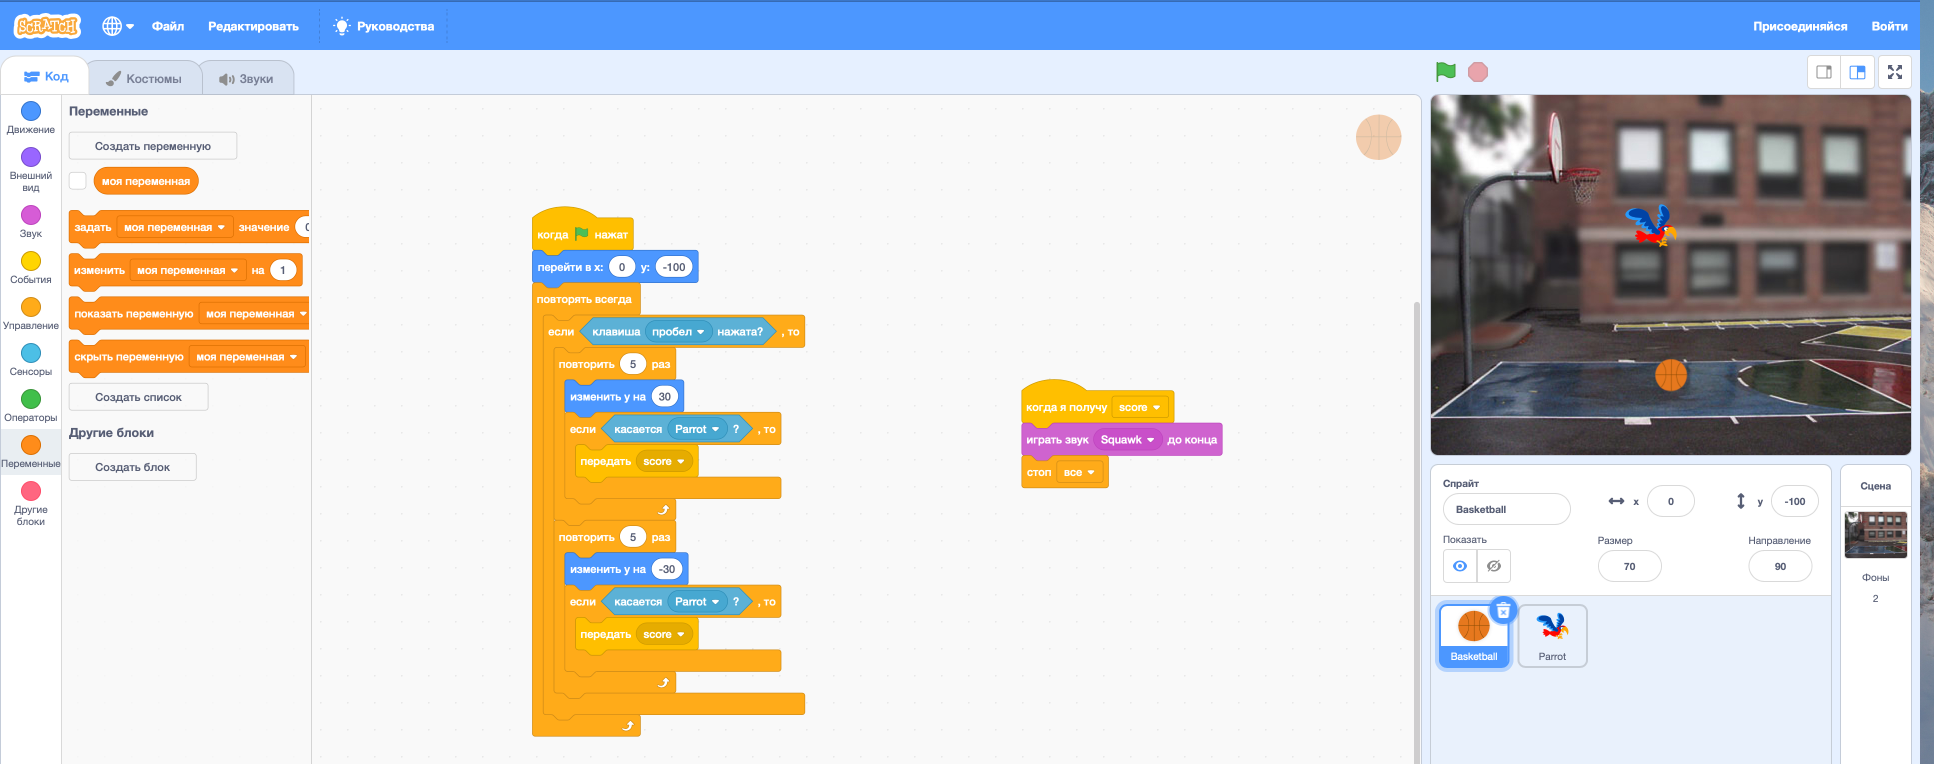 SCRATCH
Файл
Редактировать
Руководства
Присоединяйся
Войти
Код
Костюмы
Звуки
Движение
Внешний
вид
Звук
События
Управление
Сенсоры
Операторы
Переменные
Другие
блоки
Переменные
Создать переменную
моя переменная
задать моя переменная значение
изменить моя переменная на 1
показать переменную моя переменная
скрыть переменную моя переменная
Создать список
Другие блоки
Создать блок
когда нажат
перейти в x: 0 y: -100
повторять всегда
если клавиша пробел нажата? , то
повторить 5 раз
изменить y на 30
если касается Parrot ? , то
передать score
повторить 5 раз
изменить y на -30
если касается Parrot ? , то
передать score
когда я получу score
играть звук Squawk до конца
стоп все
Спрайт
Basketball
x 0
y -100
Показать
Размер
70
Направление
90
Basketball
Parrot
Сцена
Фоны
2